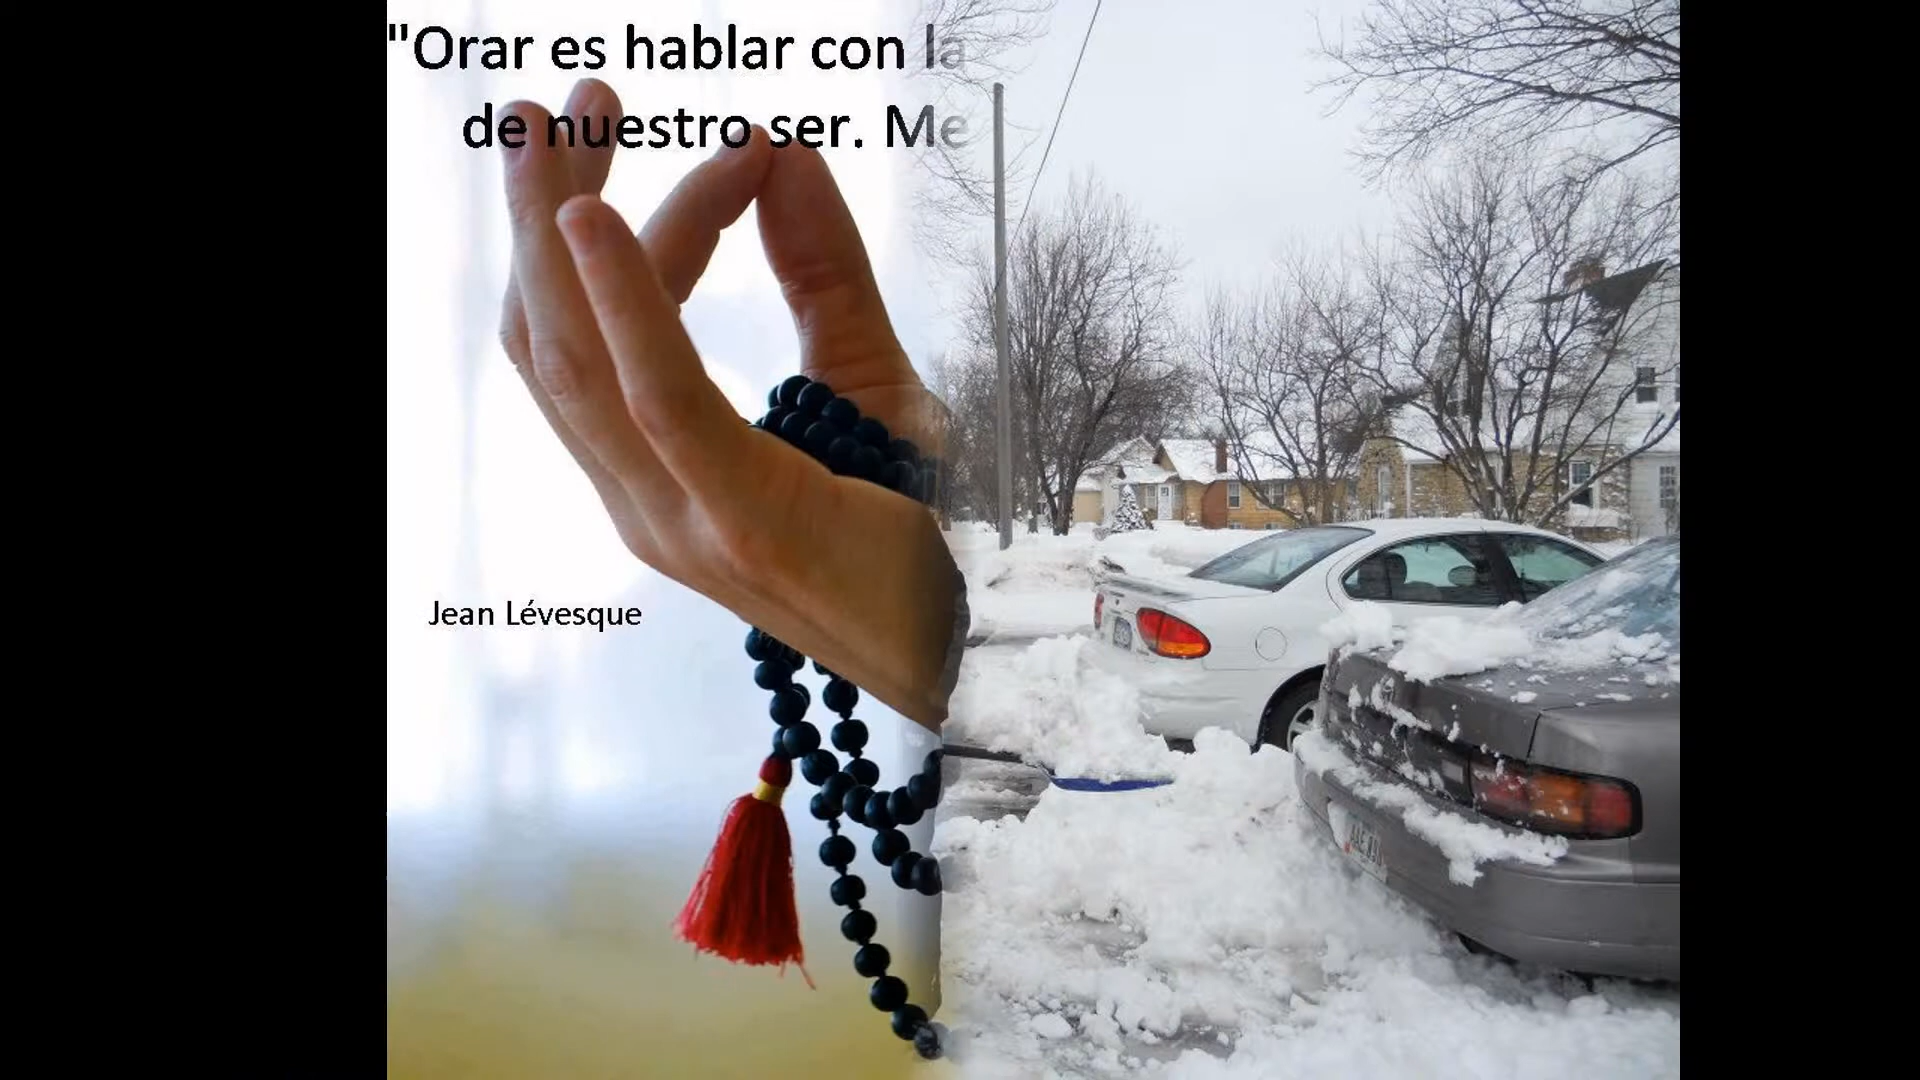 "Orar es hablar con la
de nuestro ser. Me
Jean Lévesque